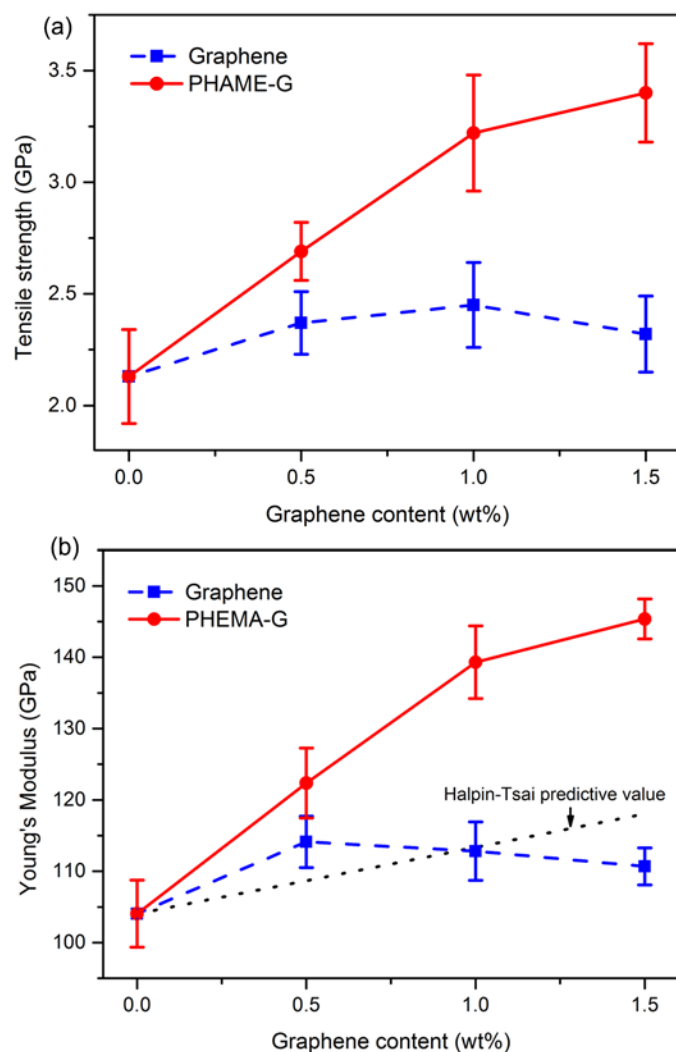 (a)
Graphene
PHAME-G
3.5
3.0
2.5
2.0
Tensile strength (GPa)
0.0 0.5 1.0 1.5
Graphene content (wt%)
(b)
Graphene
PHEMA-G
150
140
130
120
110
100
Young's Modulus (GPa)
Halpin-Tsai predictive value
0.0 0.5 1.0 1.5
Graphene content (wt%)